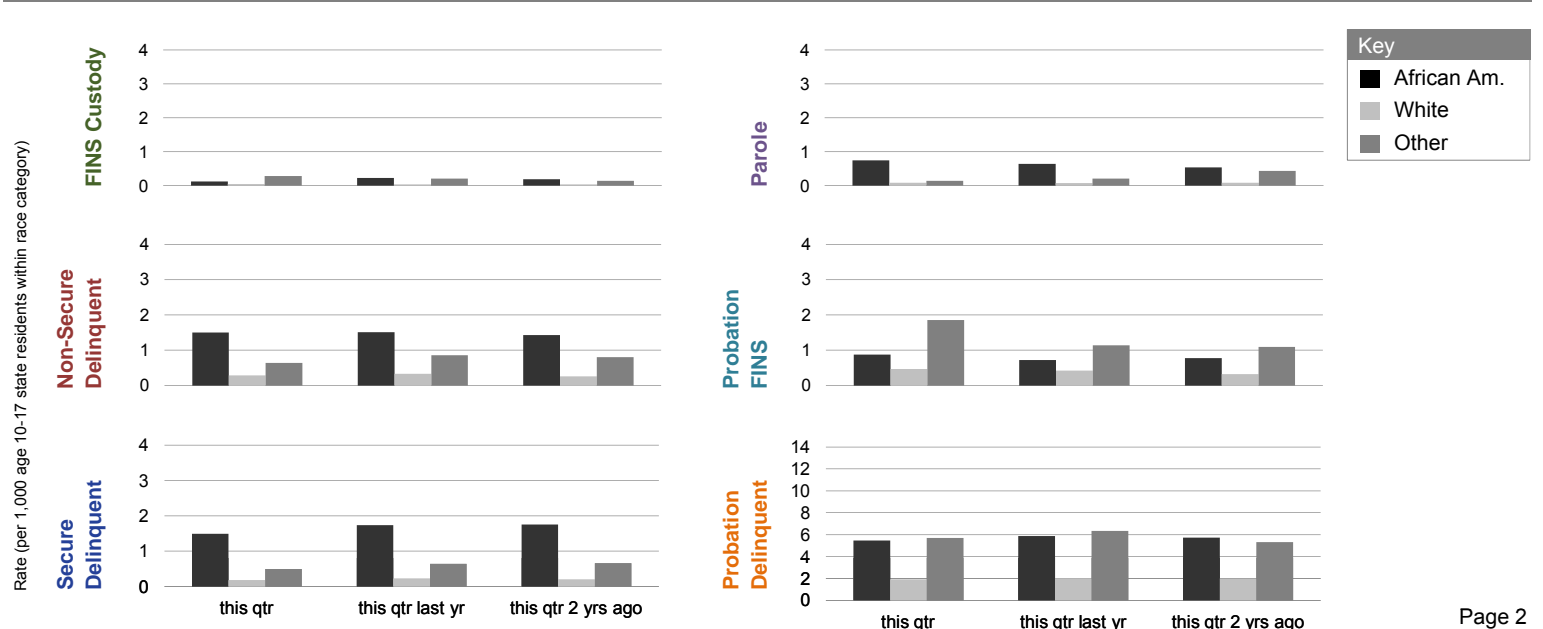 Rate (per 1,000 age 10-17 state residents within race category)
FINS Custody
4
3
2
1
0
Parole
4
3
2
1
0
Key
African Am.
White
Other
Non-Secure
Delinquent
4
3
2
1
0
Probation
FINS
4
3
2
1
0
Secure
Delinquent
4
3
2
1
0
this qtr
this qtr last yr
this qtr 2 yrs ago
Probation
Delinquent
14
12
10
8
6
4
2
0
this qtr
this qtr last yr
this qtr 2 yrs ago
Page 2